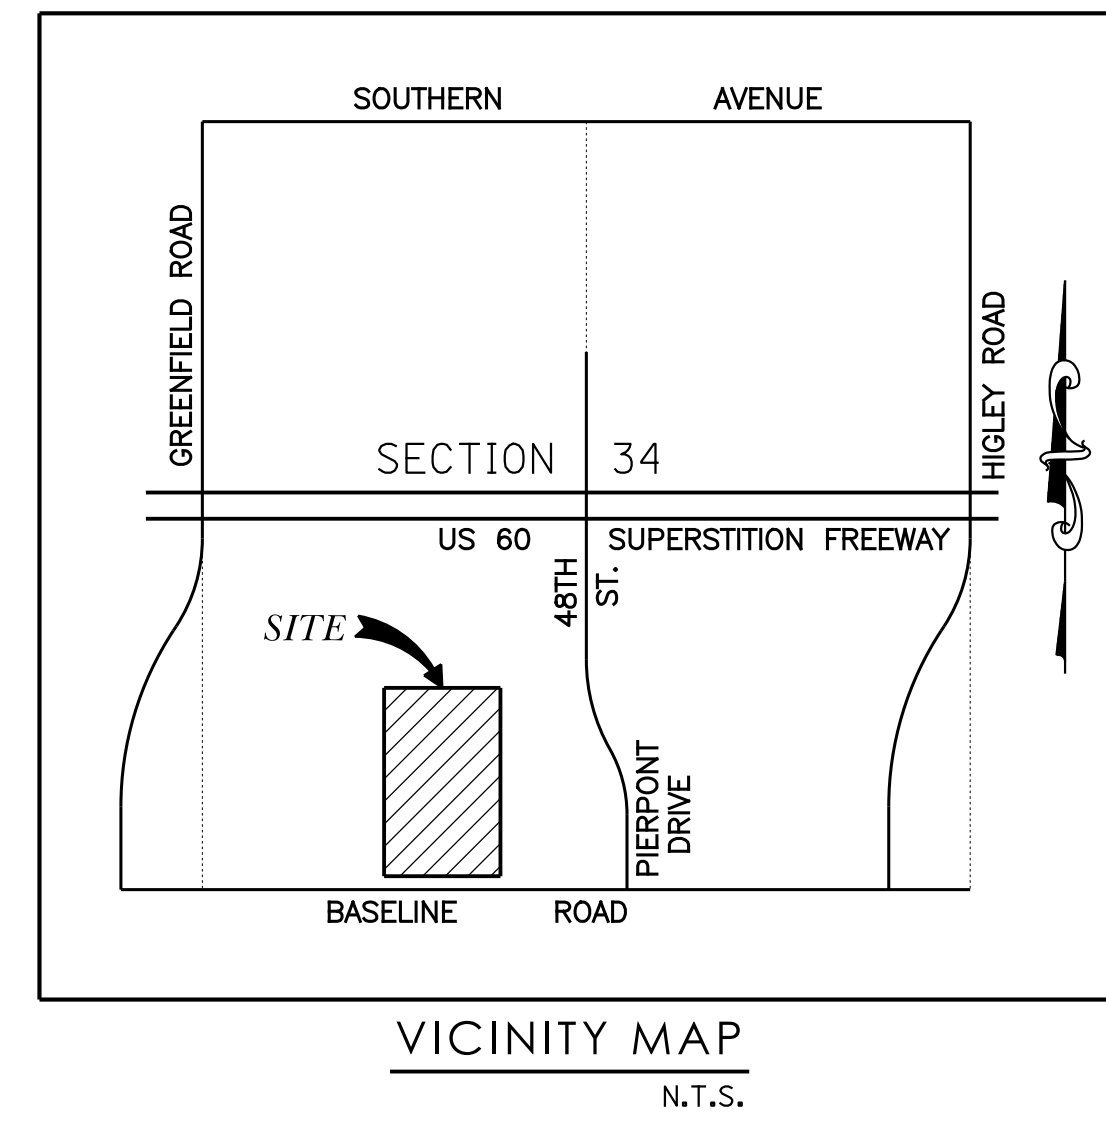 SOUTHERN AVENUE
GREENFIELD ROAD
HIGLEY ROAD
SECTION 34
US 60 SUPERSTITION FREEWAY
48TH
ST.
SITE
PIERPONT
DRIVE
BASELINE ROAD
VICINITY MAP
N.T.S.